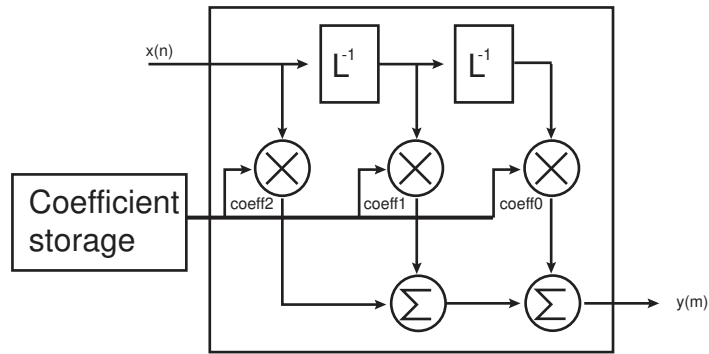 x(n)
L-1
L-1
coeff2
coeff1
coeff0
Coefficient
storage
Σ
Σ
y(m)